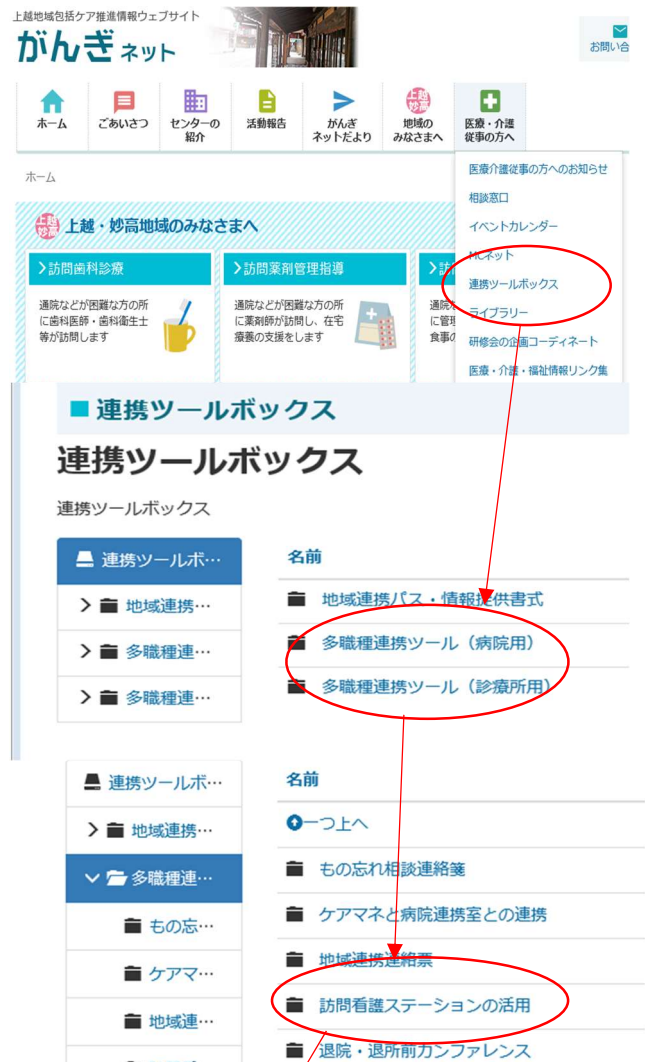 上越地域包括ケア推進情報ウェブサイト
がんぎネット
お問い合
ホーム
ごあいさつ
センターの
紹介
活動報告
がんぎ
ネットだより
上越
妙高
地域の
みなさまへ
医療・介護
従事の方へ
ホーム
医療介護従事の方へのお知らせ
相談窓口
イベントカレンダー
MCネット
連携ツールボックス
ライブラリー
研修会の企画コーディネート
医療・介護・福祉情報リンク集
上越
妙高
上越・妙高地域のみなさまへ
訪問歯科診療
通院などが困難な方の所
に歯科医師・歯科衛生士
等が訪問します
訪問薬剤管理指導
通院などが困難な方の所
に薬剤師が訪問し、在宅
療養の支援をします
訪
通院
に管理
食事の
連携ツールボックス
連携ツールボックス
連携ツールボックス
連携ツールボ…
地域連携…
多職種連…
多職種連…
名前
地域連携パス・情報提供書式
多職種連携ツール（病院用）
多職種連携ツール（診療所用）
連携ツールボ…
地域連携…
多職種連…
もの忘…
ケアマ…
地域連…
名前
一つ上へ
もの忘れ相談連絡箋
ケアマネと病院連携室との連携
地域連携連絡票
訪問看護ステーションの活用
退院・退所前カンファレンス